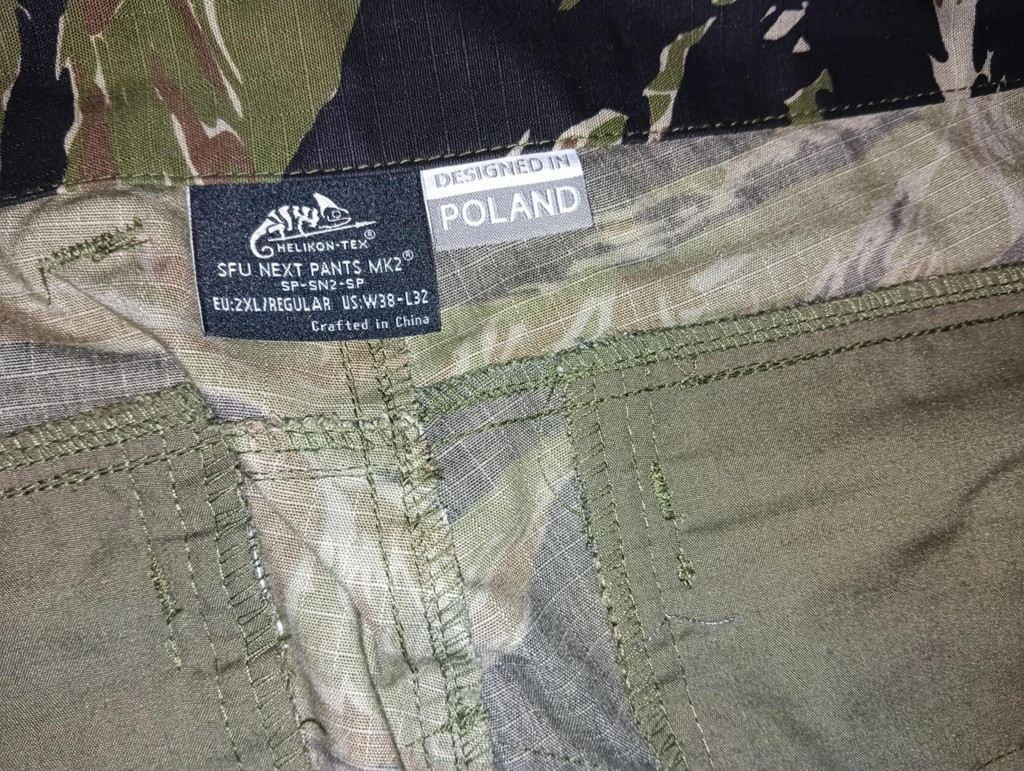 HELIKON-TEX®
SFU NEXT PANTS MK2®
SP-SN2-SP
EU:2XL/REGULAR US:W38-L32
Crafted in China
DESIGNED IN
POLAND